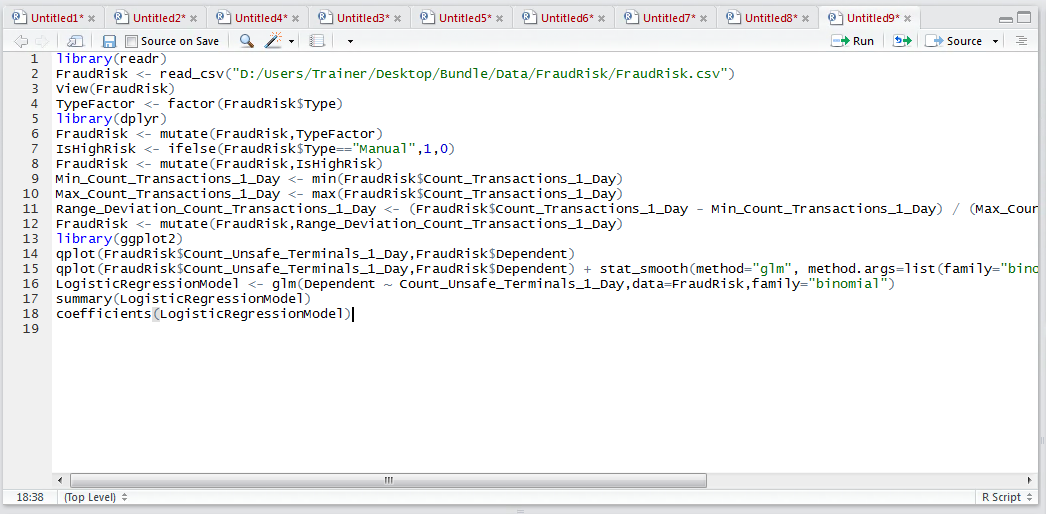 Untitled1* Untitled2* Untitled4* Untitled3* Untitled5* Untitled6* Untitled7* Untitled8* Untitled9*
Source on Save Run Source
1 library(readr)
2 FraudRisk <- read_csv("D:/Users/Trainer/Desktop/Bundle/Data/FraudRisk/FraudRisk.csv")
3 View(FraudRisk)
4 TypeFactor <- factor(FraudRisk$Type)
5 library(dplyr)
6 FraudRisk <- mutate(FraudRisk,TypeFactor)
7 IsHighRisk <- ifelse(FraudRisk$Type=="Manual",1,0)
8 FraudRisk <- mutate(FraudRisk,IsHighRisk)
9 Min_Count_Transactions_1_Day <- min(FraudRisk$Count_Transactions_1_Day)
10 Max_Count_Transactions_1_Day <- max(FraudRisk$Count_Transactions_1_Day)
11 Range_Deviation_Count_Transactions_1_Day <- (FraudRisk$Count_Transactions_1_Day - Min_Count_Transactions_1_Day) / (Max_Coun
12 FraudRisk <- mutate(FraudRisk,Range_Deviation_Count_Transactions_1_Day)
13 library(ggplot2)
14 qplot(FraudRisk$Count_Unsafe_Terminals_1_Day,FraudRisk$Dependent)
15 qplot(FraudRisk$Count_Unsafe_Terminals_1_Day,FraudRisk$Dependent) + stat_smooth(method="glm", method.args=list(family="bino
16 LogisticRegressionModel <- glm(Dependent ~ Count_Unsafe_Terminals_1_Day,data=FraudRisk,family="binomial")
17 summary(LogisticRegressionModel)
18 coefficients(LogisticRegressionModel)
19
18:38 (Top Level) R Script